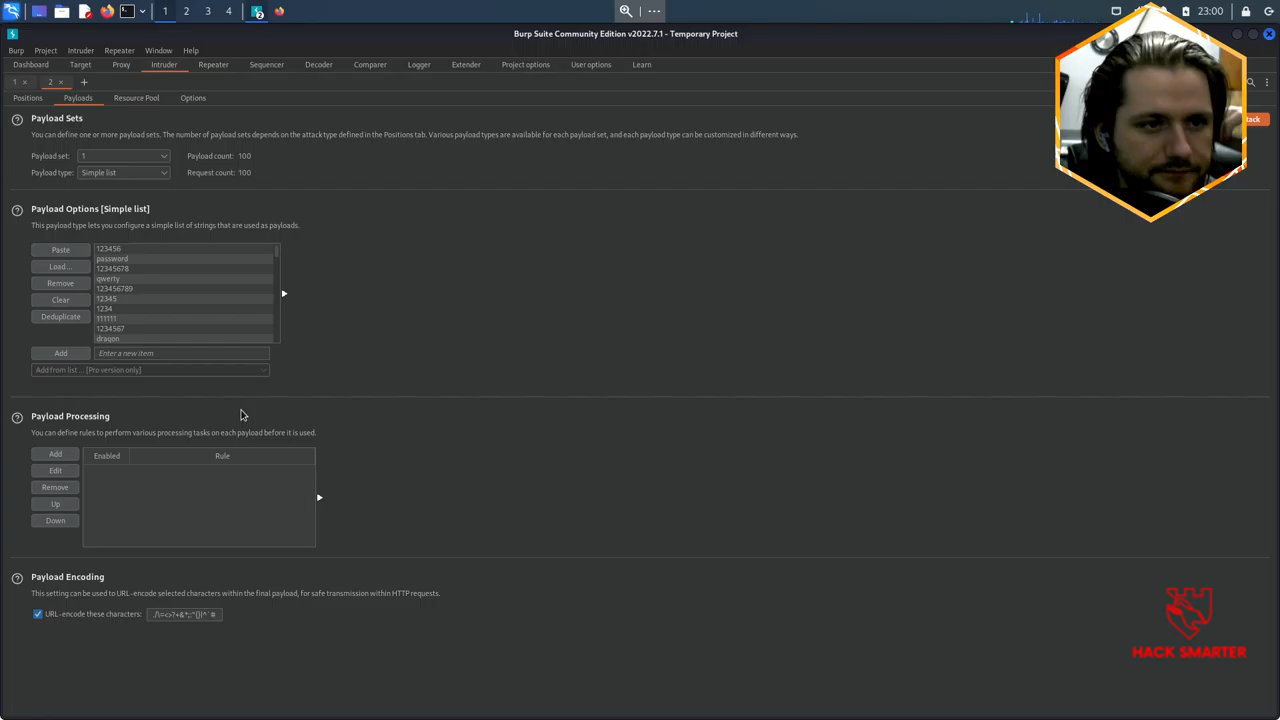 1 2 3 4 2 23:00
Burp Suite Community Edition v2022.7.1 - Temporary Project
Burp Project Intruder Repeater Window Help
Dashboard Target Proxy Intruder Repeater Sequencer Decoder Comparer Logger Extender Project options User options Learn
1 × 2 × +
Positions Payloads Resource Pool Options
Payload Sets
You can define one or more payload sets. The number of payload sets depends on the attack type defined in the Positions tab. Various payload types are available for each payload set, and each payload type can be customized in different ways.
Payload set: 1 Payload count: 100
Payload type: Simple list Request count: 100
Payload Options [Simple list]
This payload type lets you configure a simple list of strings that are used as payloads.
Paste
Load ...
Remove
Clear
Deduplicate
123456
password
12345678
qwerty
123456789
12345
1234
111111
1234567
dragon
Add Enter a new item
Add from list ... [Pro version only]
Payload Processing
You can define rules to perform various processing tasks on each payload before it is used.
Add
Edit
Remove
Up
Down
Enabled Rule
Payload Encoding
This setting can be used to URL-encode selected characters within the final payload, for safe transmission within HTTP requests.
URL-encode these characters:
HACK SMARTER